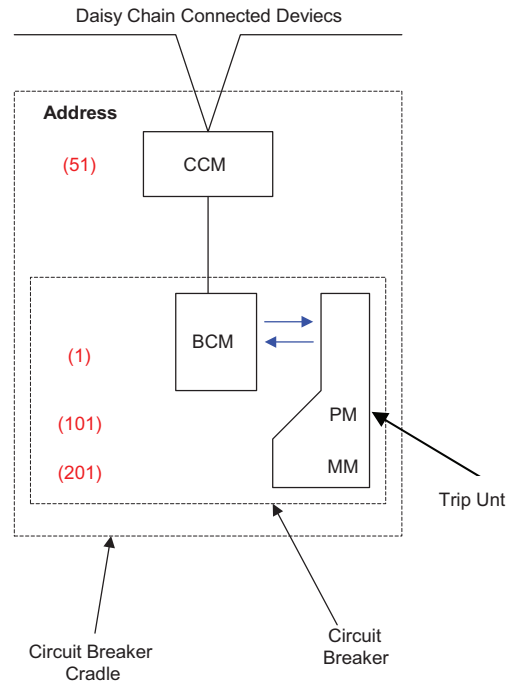 Daisy Chain Connected Deviecs
Address
(51)
CCM
BCM
(1)
(101)
PM
(201)
MM
Trip Unt
Circuit Breaker
Cradle
Circuit
Breaker